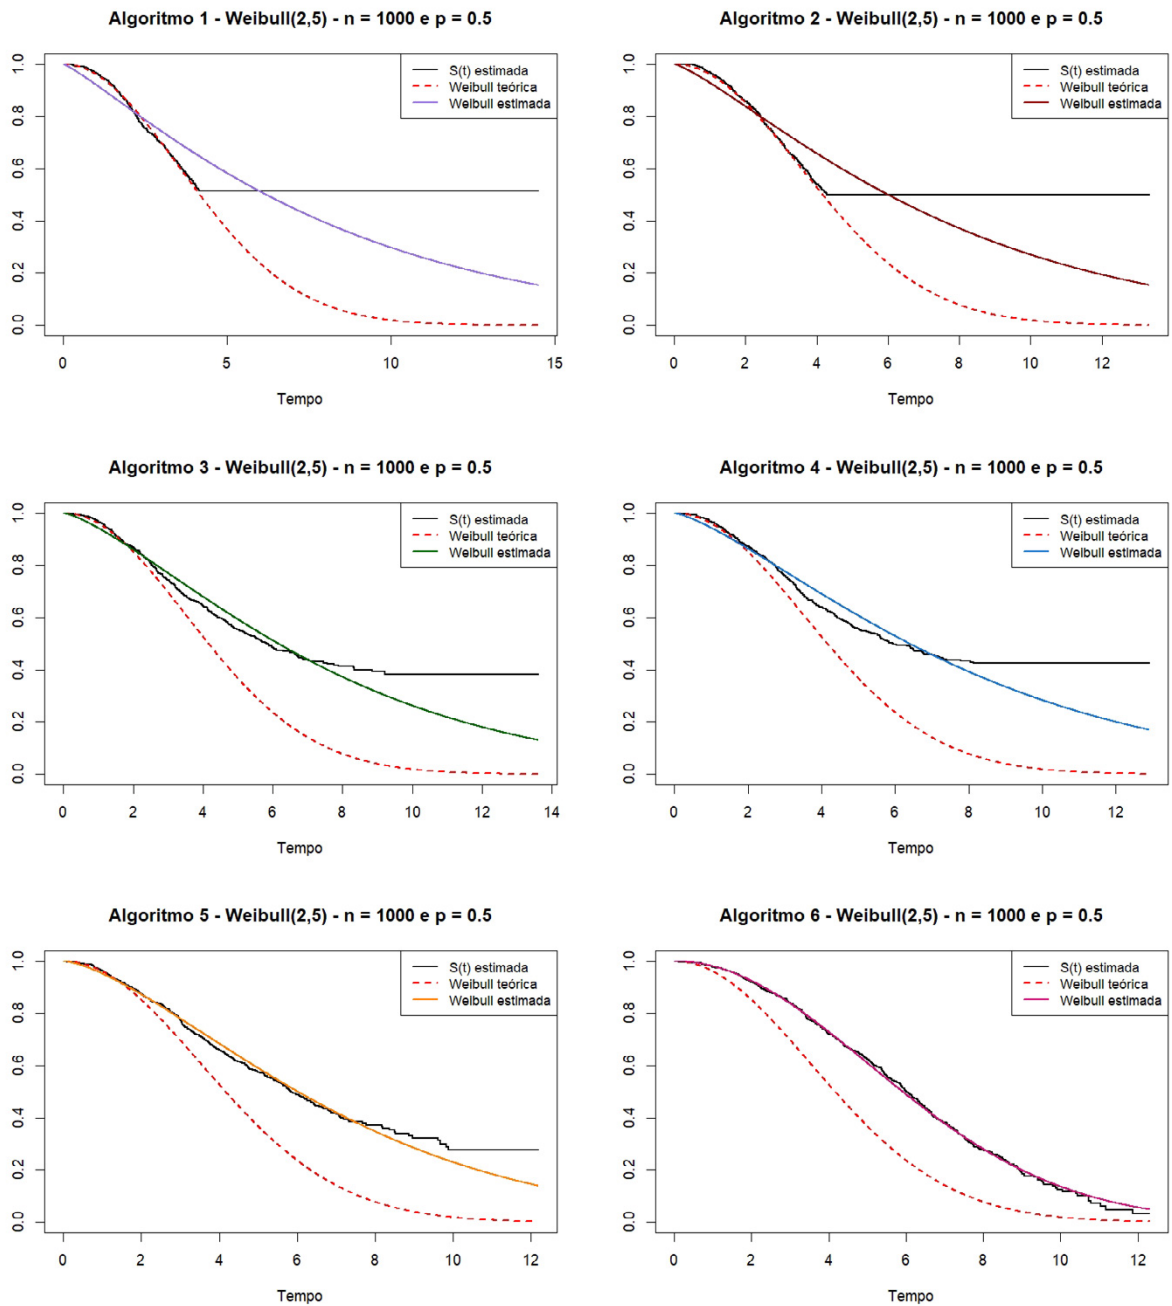 Algoritmo 1 - Weibull(2,5) - n = 1000 e p = 0.5
S(t) estimada
Weibull teórica
Weibull estimada
1.0
0.8
0.6
0.4
0.2
0.0
0 5 10 15
Tempo
Algoritmo 2 - Weibull(2,5) - n = 1000 e p = 0.5
S(t) estimada
Weibull teórica
Weibull estimada
1.0
0.8
0.6
0.4
0.2
0.0
0 2 4 6 8 10 12
Tempo
Algoritmo 3 - Weibull(2,5) - n = 1000 e p = 0.5
S(t) estimada
Weibull teórica
Weibull estimada
1.0
0.8
0.6
0.4
0.2
0.0
0 2 4 6 8 10 12 14
Tempo
Algoritmo 4 - Weibull(2,5) - n = 1000 e p = 0.5
S(t) estimada
Weibull teórica
Weibull estimada
1.0
0.8
0.6
0.4
0.2
0.0
0 2 4 6 8 10 12
Tempo
Algoritmo 5 - Weibull(2,5) - n = 1000 e p = 0.5
S(t) estimada
Weibull teórica
Weibull estimada
1.0
0.8
0.6
0.4
0.2
0.0
0 2 4 6 8 10 12
Tempo
Algoritmo 6 - Weibull(2,5) - n = 1000 e p = 0.5
S(t) estimada
Weibull teórica
Weibull estimada
1.0
0.8
0.6
0.4
0.2
0.0
0 2 4 6 8 10 12
Tempo